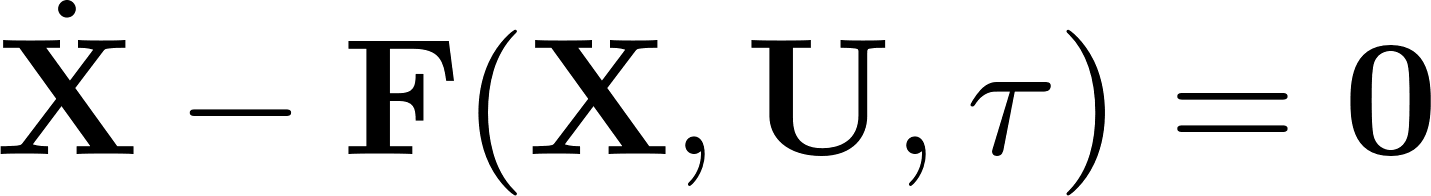 Ẋ − F(X, U, τ) = 0